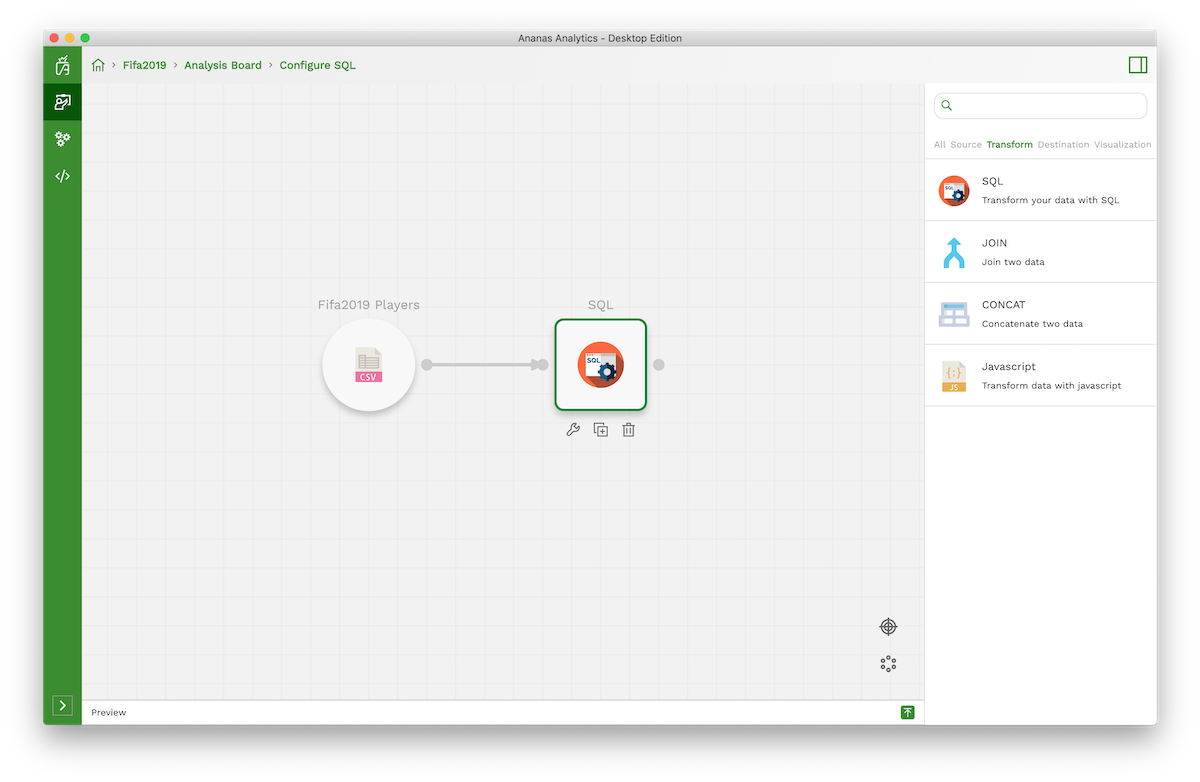 Ananas Analytics - Desktop Edition
Fifa2019 › Analysis Board › Configure SQL
All Source Transform Destination Visualization
SQL
Transform your data with SQL
JOIN
Join two data
CONCAT
Concatenate two data
JS
Javascript
Transform data with javascript
Fifa2019 Players
SQL
CSV
SQL
Preview